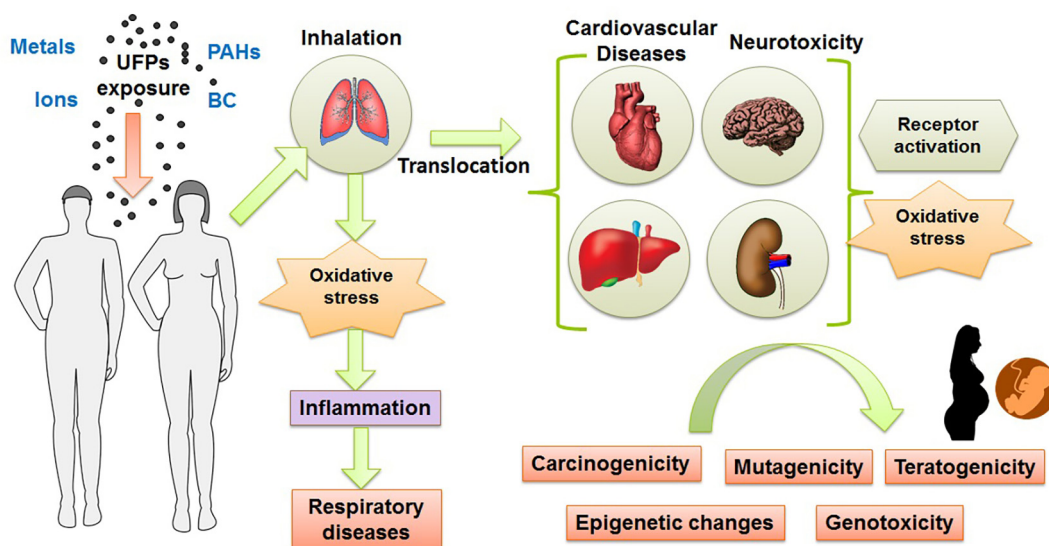 Metals
PAHs
UFPs
exposure
Ions
BC
Inhalation
Translocation
Oxidative
stress
Inflammation
Respiratory
diseases
Cardiovascular
Diseases
Neurotoxicity
Receptor
activation
Oxidative
stress
Carcinogenicity
Mutagenicity
Teratogenicity
Epigenetic changes
Genotoxicity